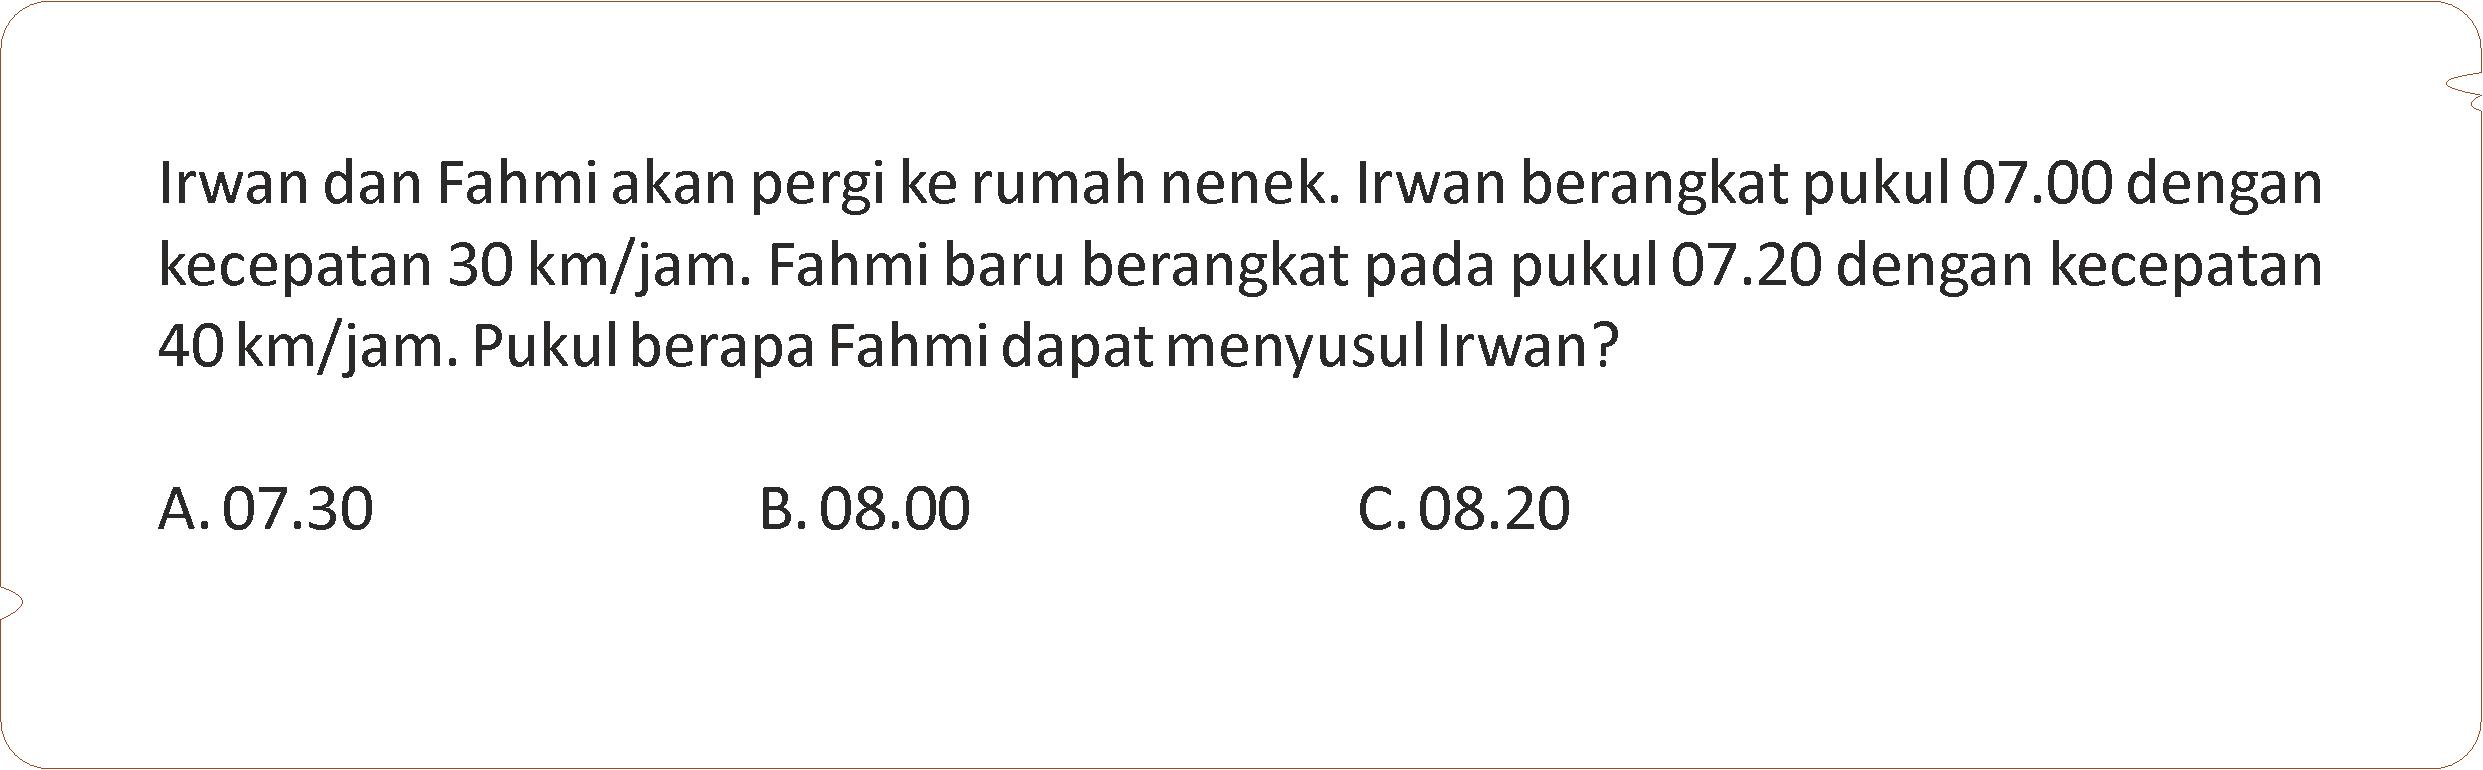 Irwan dan Fahmi akan pergi ke rumah nenek. Irwan berangkat pukul 07.00 dengan
kecepatan 30 km/jam. Fahmi baru berangkat pada pukul 07.20 dengan kecepatan
40 km/jam. Pukul berapa Fahmi dapat menyusul Irwan?
A. 07.30 B. 08.00 C. 08.20